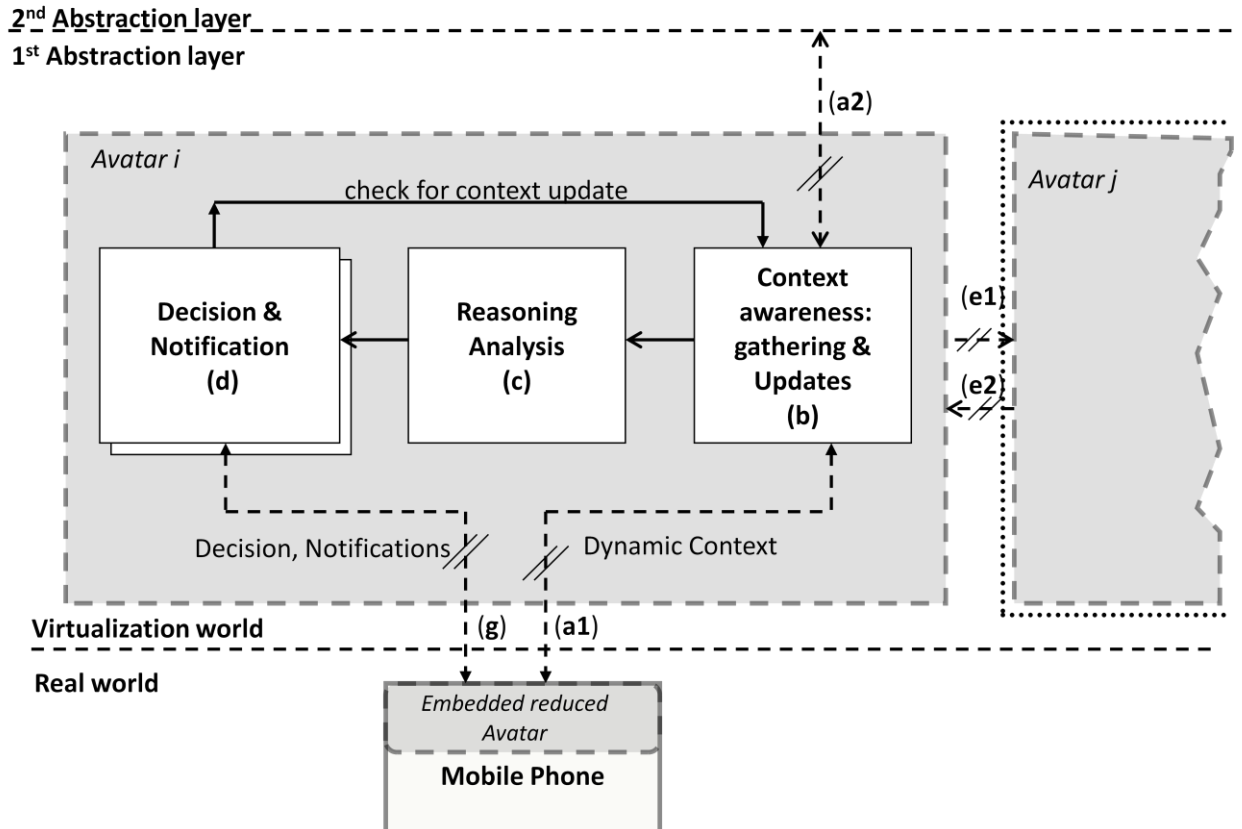 2nd Abstraction layer
1st Abstraction layer
(a2)
Avatar i
Avatar j
check for context update
Decision &
Notification
(d)
Reasoning
Analysis
(c)
Context
awareness:
gathering &
Updates
(b)
(e1)
(e2)
Decision, Notifications
Dynamic Context
Virtualization world
(g)
(a1)
Real world
Embedded reduced
Avatar
Mobile Phone